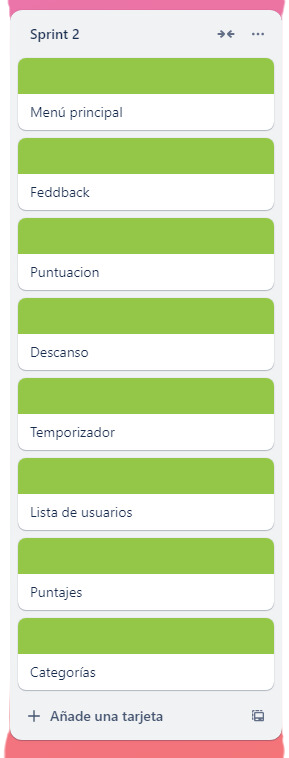 Sprint 2
Menú principal
Feddback
Puntuacion
Descanso
Temporizador
Lista de usuarios
Puntajes
Categorías
Añade una tarjeta